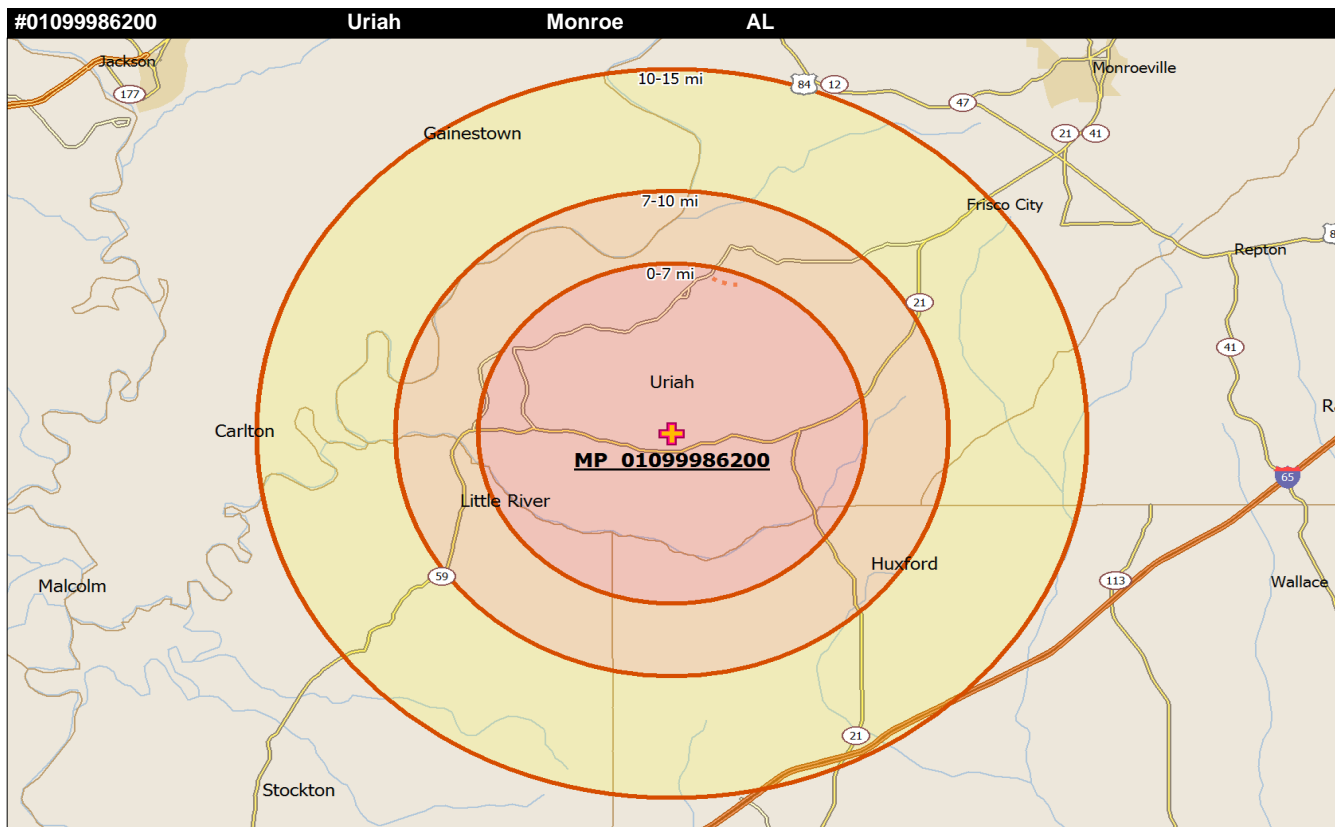 #01099986200 Uriah Monroe AL
Jackson
Monroeville
10-15 mi
84
12
177
47
Gainestown
21
41
7-10 mi
Frisco City
8
Repton
0-7 mi
21
41
Uriah
R
Carlton
MP 01099986200
65
Little River
Huxford
59
113
Malcolm
Wallace
21
Stockton